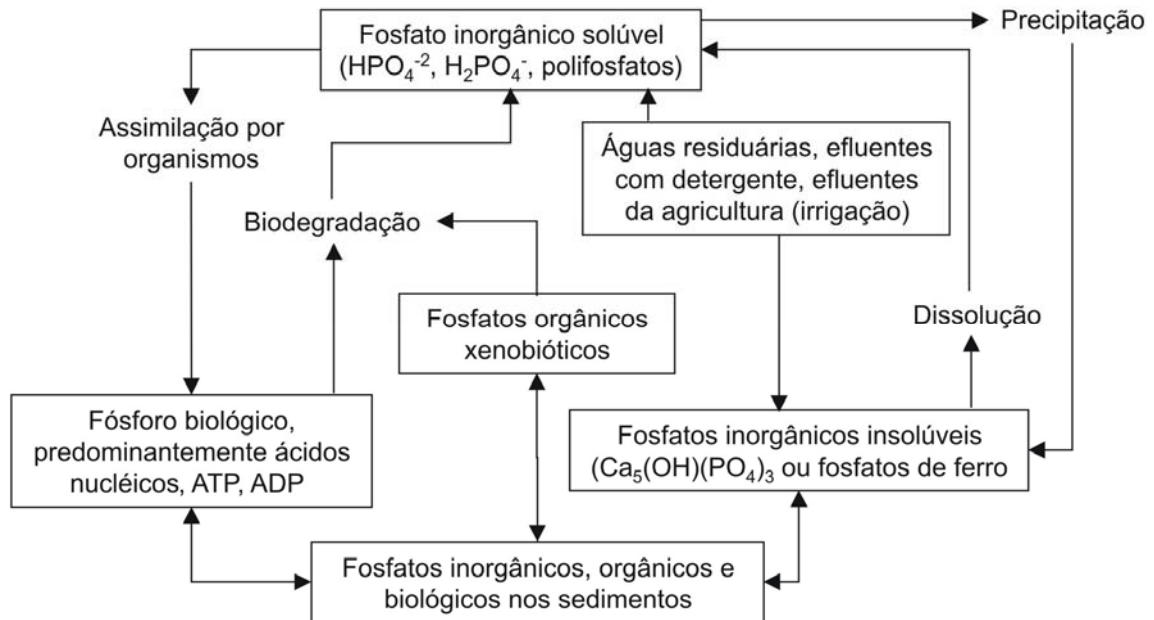 Fosfato inorgânico solúvel
(HPO₄⁻², H₂PO₄⁻, polifosfatos)
Precipitação
Assimilação por
organismos
Águas residuárias, efluentes
com detergente, efluentes
da agricultura (irrigação)
Biodegradação
Fosfatos orgânicos
xenobióticos
Dissolução
Fósforo biológico,
predominantemente ácidos
nucléicos, ATP, ADP
Fosfatos inorgânicos insolúveis
(Ca₅(OH)(PO₄)₃ ou fosfatos de ferro
Fosfatos inorgânicos, orgânicos e
biológicos nos sedimentos